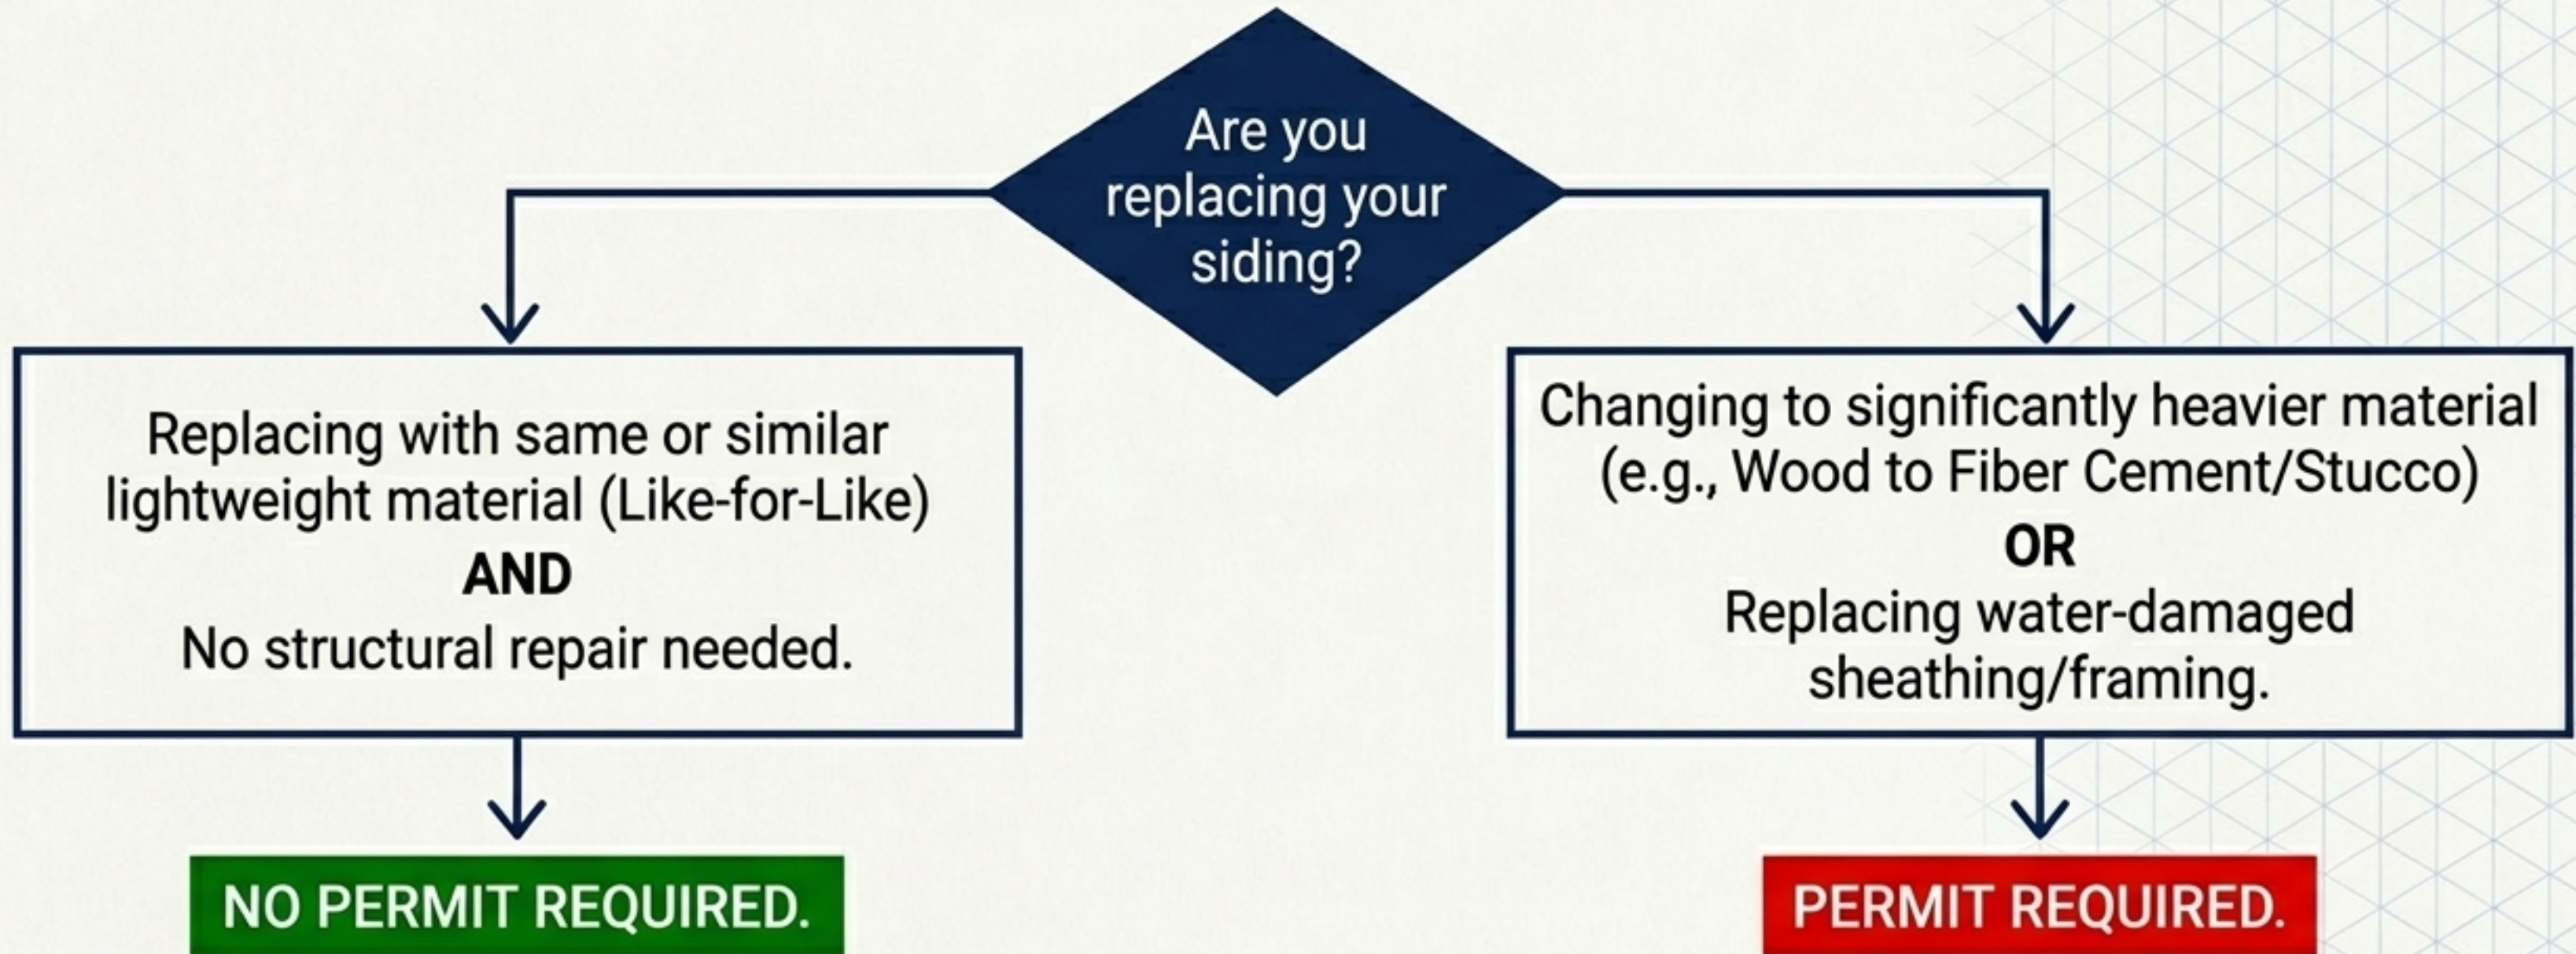 Are you
replacing your
siding?
Replacing with same or similar
lightweight material (Like-for-Like)
AND
No structural repair needed.
NO PERMIT REQUIRED.
Changing to significantly heavier material
(e.g., Wood to Fiber Cement/Stucco)
OR
Replacing water-damaged
sheathing/framing.
PERMIT REQUIRED.